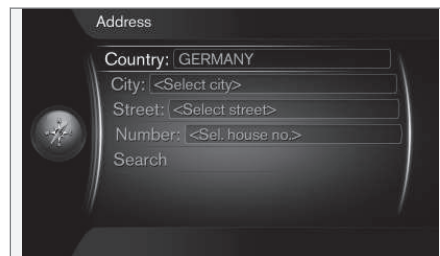 Address
Country: GERMANY
City: <Select city>
Street: <Select street>
Number: <Sel. house no.>
Search